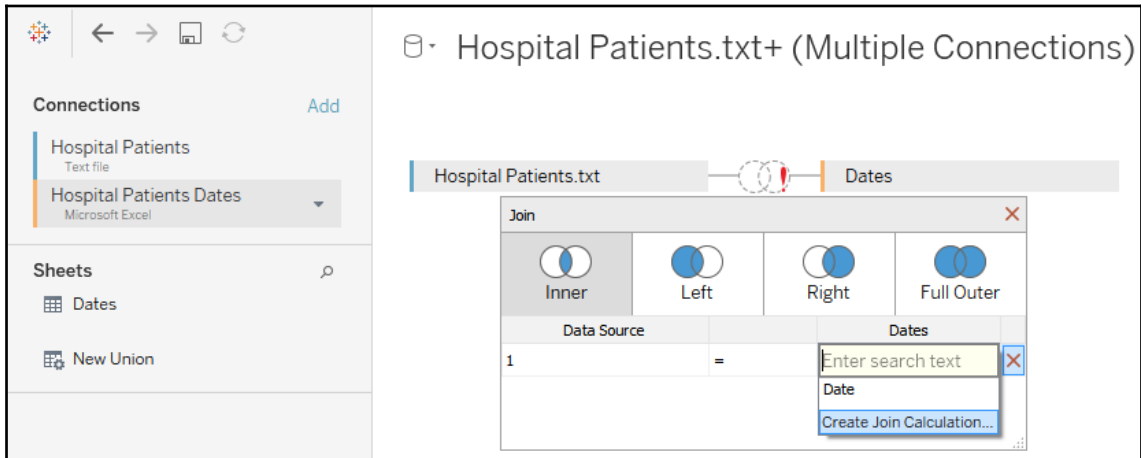 Hospital Patients.txt+ (Multiple Connections)
Connections
Add
Hospital Patients
Text file
Hospital Patients Dates
Microsoft Excel
Sheets
Dates
New Union
Hospital Patients.txt
Dates
Join
Inner
Left
Right
Full Outer
Data Source
Dates
1
=
Enter search text
Date
Create Join Calculation...